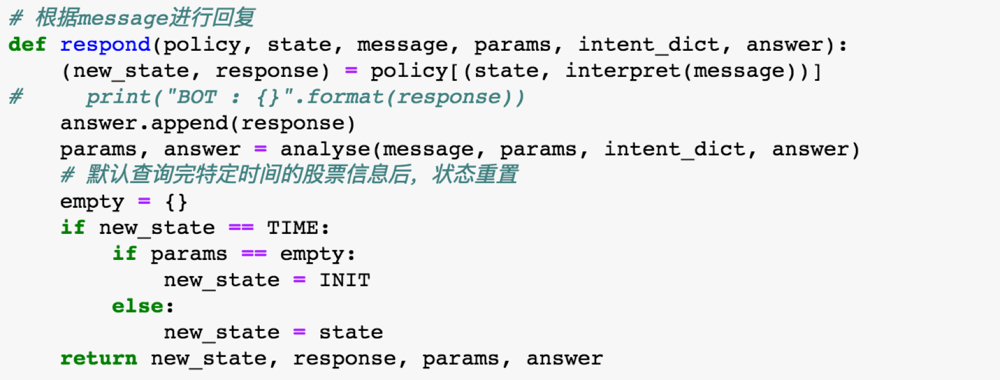 # 根据message进行回复
def respond(policy, state, message, params, intent_dict, answer):
    (new_state, response) = policy[(state, interpret(message))]
#     print("BOT : {}".format(response))
    answer.append(response)
    params, answer = analyse(message, params, intent_dict, answer)
    # 默认查询完特定时间的股票信息后，状态重置
    empty = {}
    if new_state == TIME:
        if params == empty:
            new_state = INIT
        else:
            new_state = state
    return new_state, response, params, answer